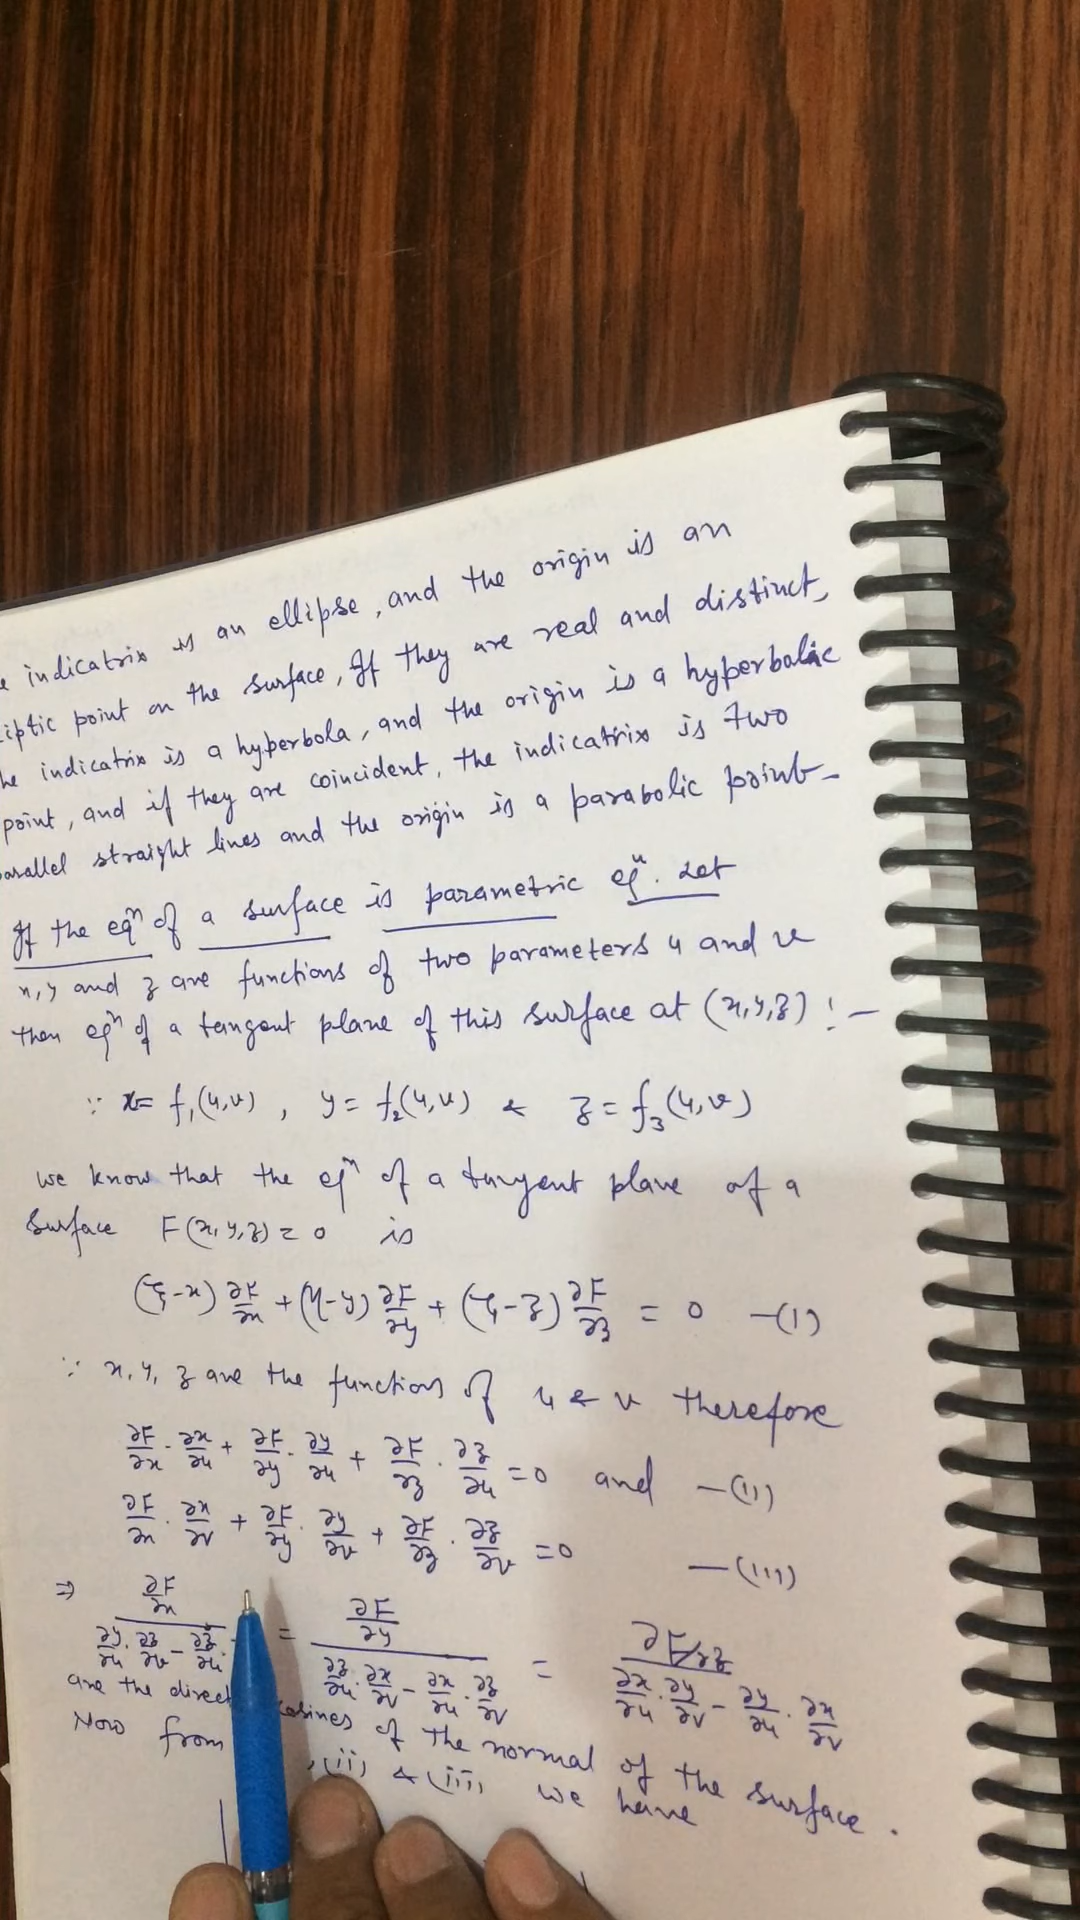 indicatrix is an ellipse, and the origin is an
point on the surface, If they are real and distinct,
indicatrix is a hyperbola, and the origin is a hyperbolic
point, and if they are coincident, the indicatrix is two
straight lines and the origin is a parabolic point-
If the eqⁿ of a surface is parametric eqⁿ. Let
x, y and z are functions of two parameters u and v
then eqⁿ of a tangent plane of this surface at (x, y, z) :-
∵ x = f₁(u,v) , y = f₂(u,v) & z = f₃(u,v)
we know that the eqⁿ of a tangent plane of a
surface F(x, y, z) = 0 is
(ξ-x) ∂F/∂x + (η-y) ∂F/∂y + (ζ-z) ∂F/∂z = 0 —(1)
∵ x, y, z are the function of u & v therefore
∂F/∂x . ∂x/∂u + ∂F/∂y . ∂y/∂u + ∂F/∂z . ∂z/∂u = 0 and —(ii)
∂F/∂x . ∂x/∂v + ∂F/∂y . ∂y/∂v + ∂F/∂z . ∂z/∂v = 0 —(iii)
⇒ (∂F/∂x)/(∂y/∂u . ∂z/∂v - ∂z/∂u . = (∂F/∂y)/(∂z/∂u . ∂x/∂v - ∂x/∂u . ∂z/∂v) = (∂F/∂z)/(∂x/∂u . ∂y/∂v - ∂y/∂u . ∂x/∂v)
are the of the normal of the surface.
Now from , (ii) & (iii) we have